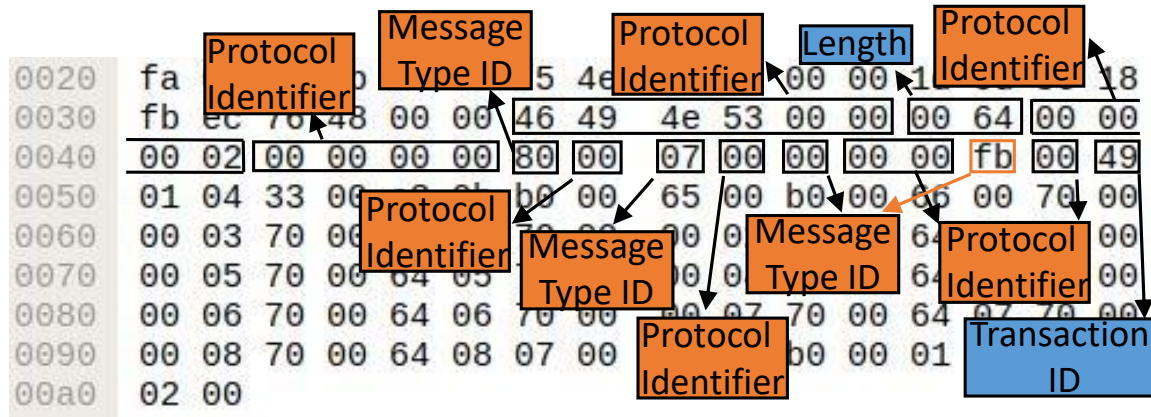 Protocol
Identifier
Message
Type ID
Protocol
Identifier
Length
Protocol
Identifier
0020 fa 4e 00 00 18
0030 fb ec 76 48 00 00 46 49 4e 53 00 00 00 64 00 00
0040 00 02 00 00 00 00 80 00 07 00 00 00 00 fb 00 49
0050 01 04 33 00 b0 00 65 00 b0 00 66 00 70 00
Protocol
Identifier
Message
Type ID
Message
Type ID
Protocol
Identifier
0060 00 03 70 00 00
0070 00 05 70 00 64 05 00
0080 00 06 70 00 64 06 70 00 00 07 70 00 64 07 70 00
Protocol
Identifier
Transaction
ID
0090 00 08 70 00 64 08 07 00 b0 00 01
00a0 02 00